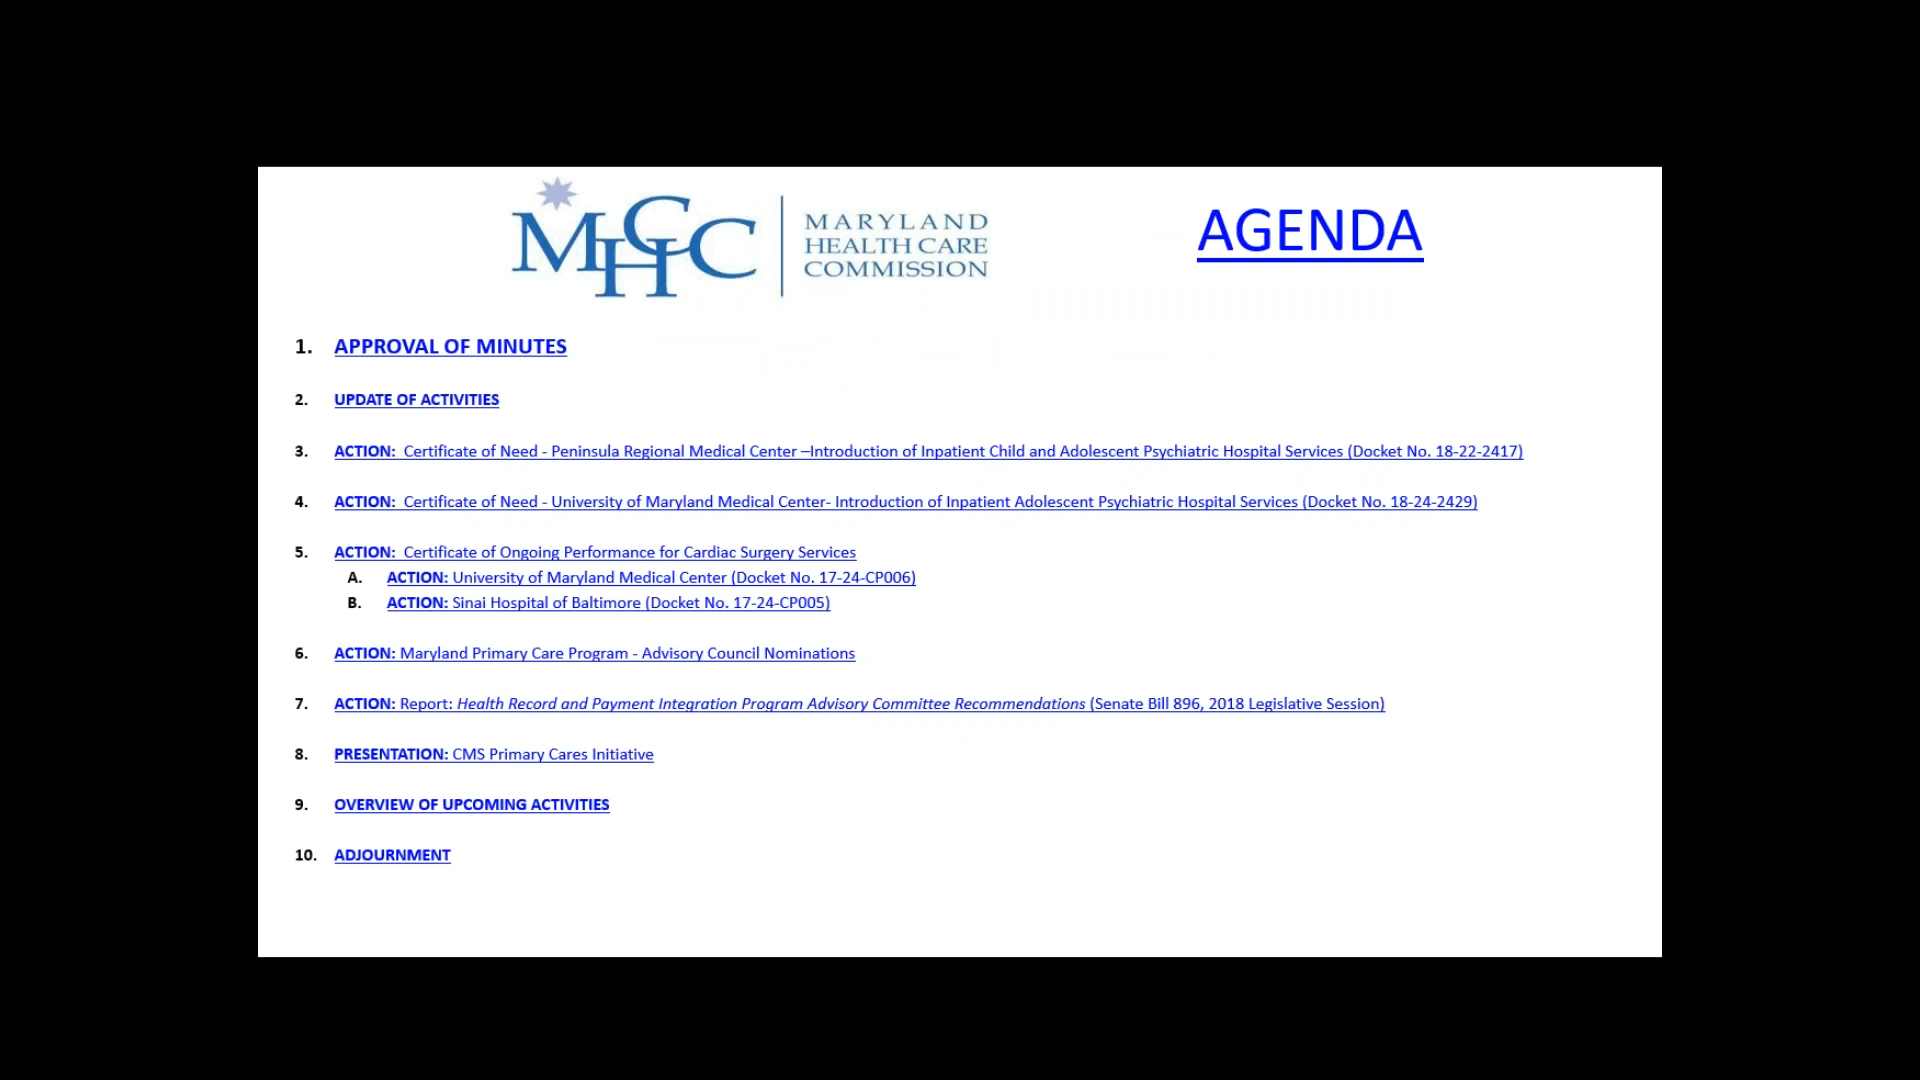 MHCC
MARYLAND
HEALTH CARE
COMMISSION
AGENDA
1. APPROVAL OF MINUTES
2. UPDATE OF ACTIVITIES
3. ACTION: Certificate of Need - Peninsula Regional Medical Center –Introduction of Inpatient Child and Adolescent Psychiatric Hospital Services (Docket No. 18-22-2417)
4. ACTION: Certificate of Need - University of Maryland Medical Center- Introduction of Inpatient Adolescent Psychiatric Hospital Services (Docket No. 18-24-2429)
5. ACTION: Certificate of Ongoing Performance for Cardiac Surgery Services
A. ACTION: University of Maryland Medical Center (Docket No. 17-24-CP006)
B. ACTION: Sinai Hospital of Baltimore (Docket No. 17-24-CP005)
6. ACTION: Maryland Primary Care Program - Advisory Council Nominations
7. ACTION: Report: Health Record and Payment Integration Program Advisory Committee Recommendations (Senate Bill 896, 2018 Legislative Session)
8. PRESENTATION: CMS Primary Cares Initiative
9. OVERVIEW OF UPCOMING ACTIVITIES
10. ADJOURNMENT